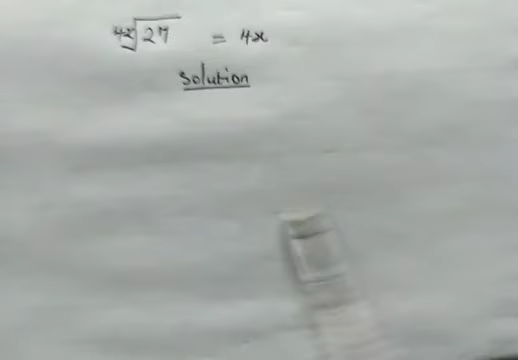 ⁴ˣ√27 = 4x
Solution